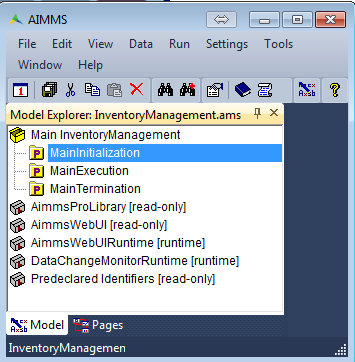 AIMMS
File Edit View Data Run Settings Tools
Window Help
Model Explorer: InventoryManagement.ams
Main InventoryManagement
P MainInitialization
P MainExecution
P MainTermination
AimmsProLibrary [read-only]
AimmsWebUI [read-only]
AimmsWebUIRuntime [runtime]
DataChangeMonitorRuntime [runtime]
Predeclared Identifiers [read-only]
Model Pages
InventoryManagemen